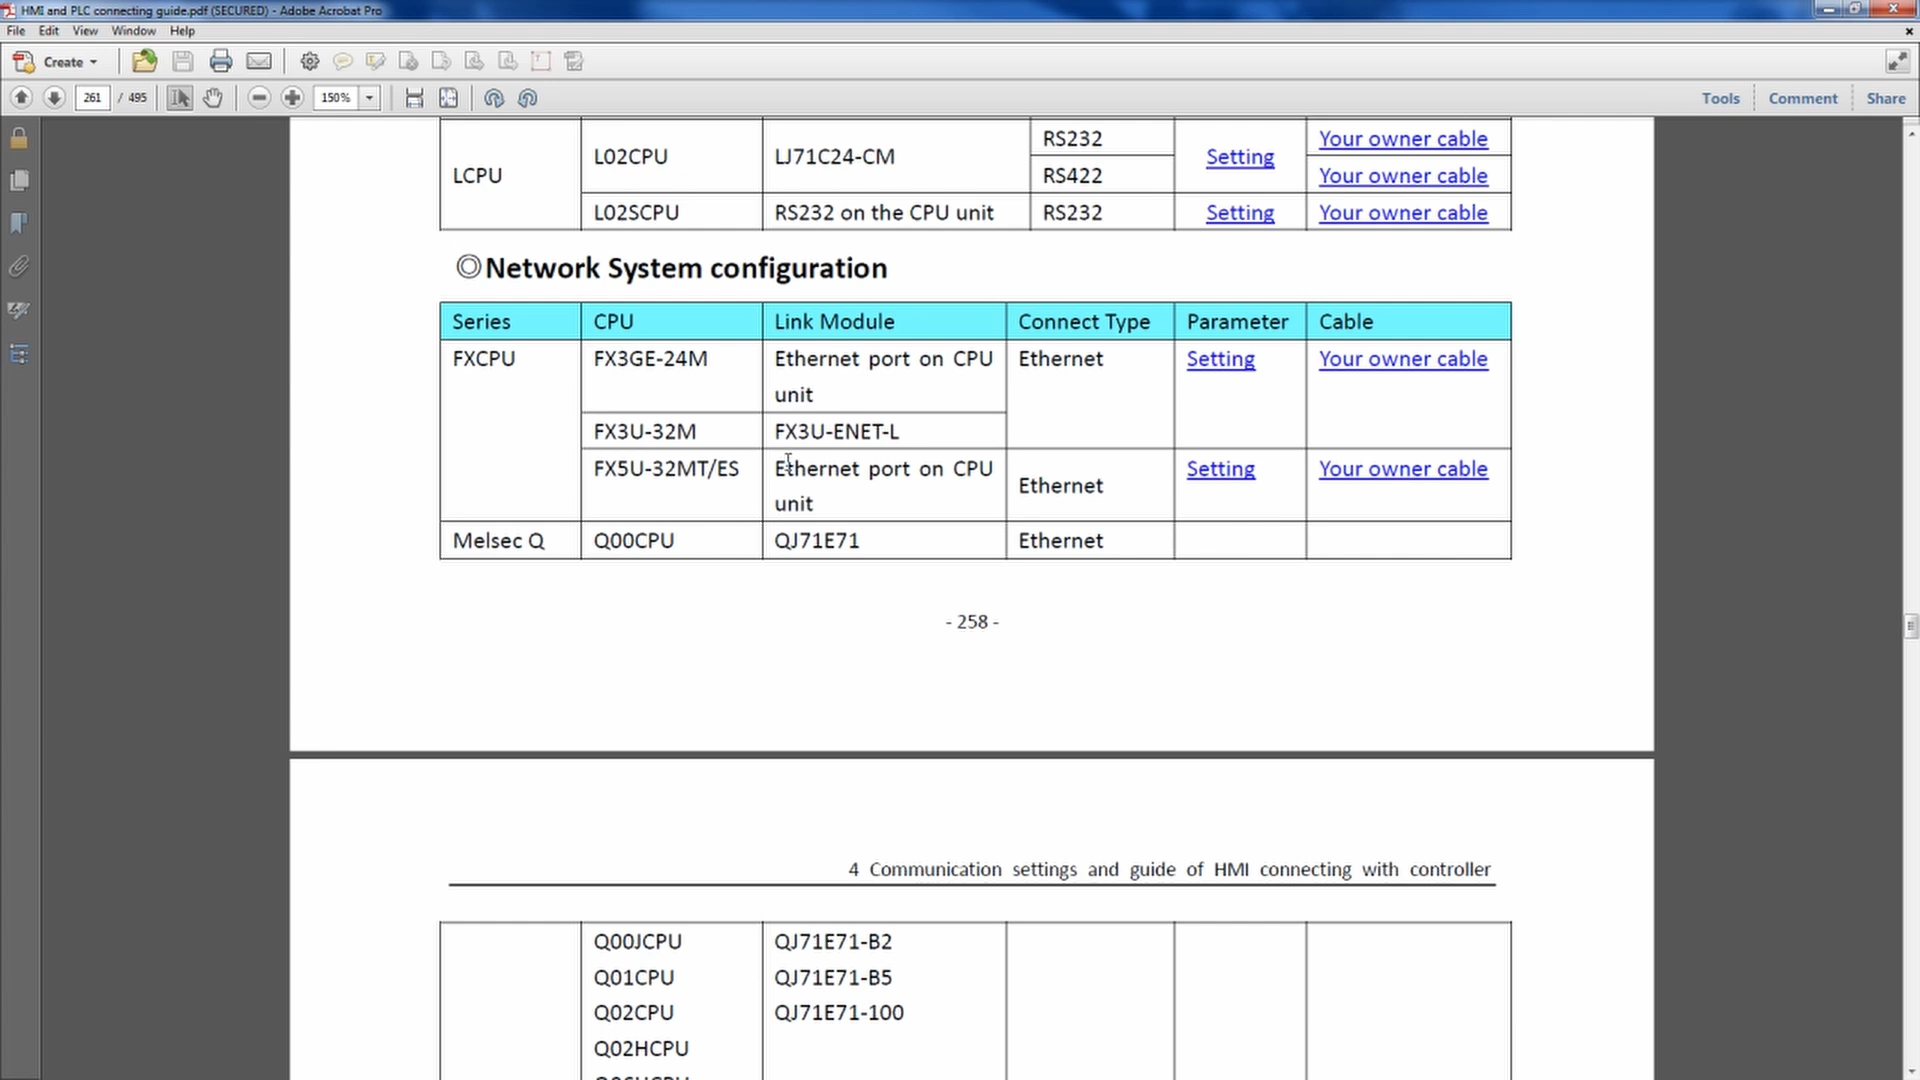 HMI and PLC connecting guide.pdf (SECURED) - Adobe Acrobat Pro
File Edit View Window Help
Create
261 / 495 150% Tools Comment Share
LCPU L02CPU LJ71C24-CM RS232 Setting Your owner cable
RS422 Your owner cable
L02SCPU RS232 on the CPU unit RS232 Setting Your owner cable
◎Network System configuration
Series CPU Link Module Connect Type Parameter Cable
FXCPU FX3GE-24M Ethernet port on CPU Ethernet Setting Your owner cable
unit
FX3U-32M FX3U-ENET-L
FX5U-32MT/ES Ethernet port on CPU Ethernet Setting Your owner cable
unit
Melsec Q Q00CPU QJ71E71 Ethernet
- 258 -
4 Communication settings and guide of HMI connecting with controller
Q00JCPU QJ71E71-B2
Q01CPU QJ71E71-B5
Q02CPU QJ71E71-100
Q02HCPU